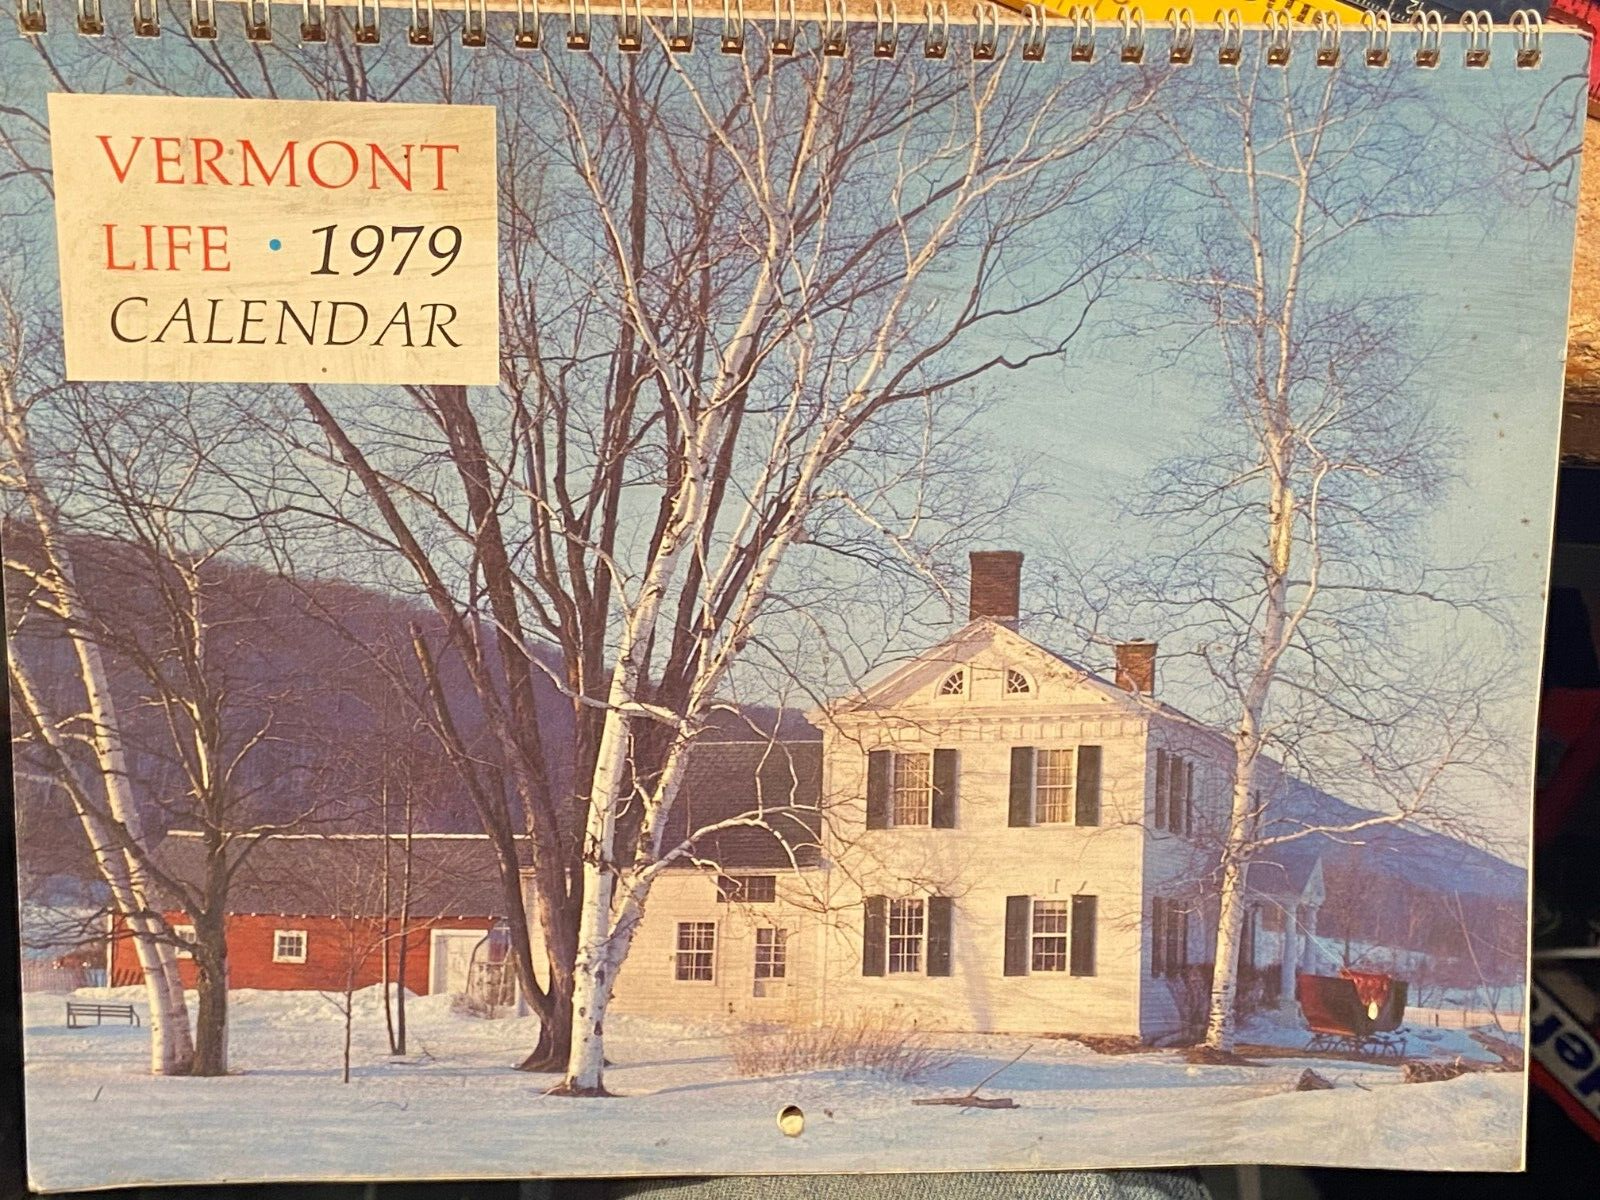 VERMONT
LIFE • 1979
CALENDAR